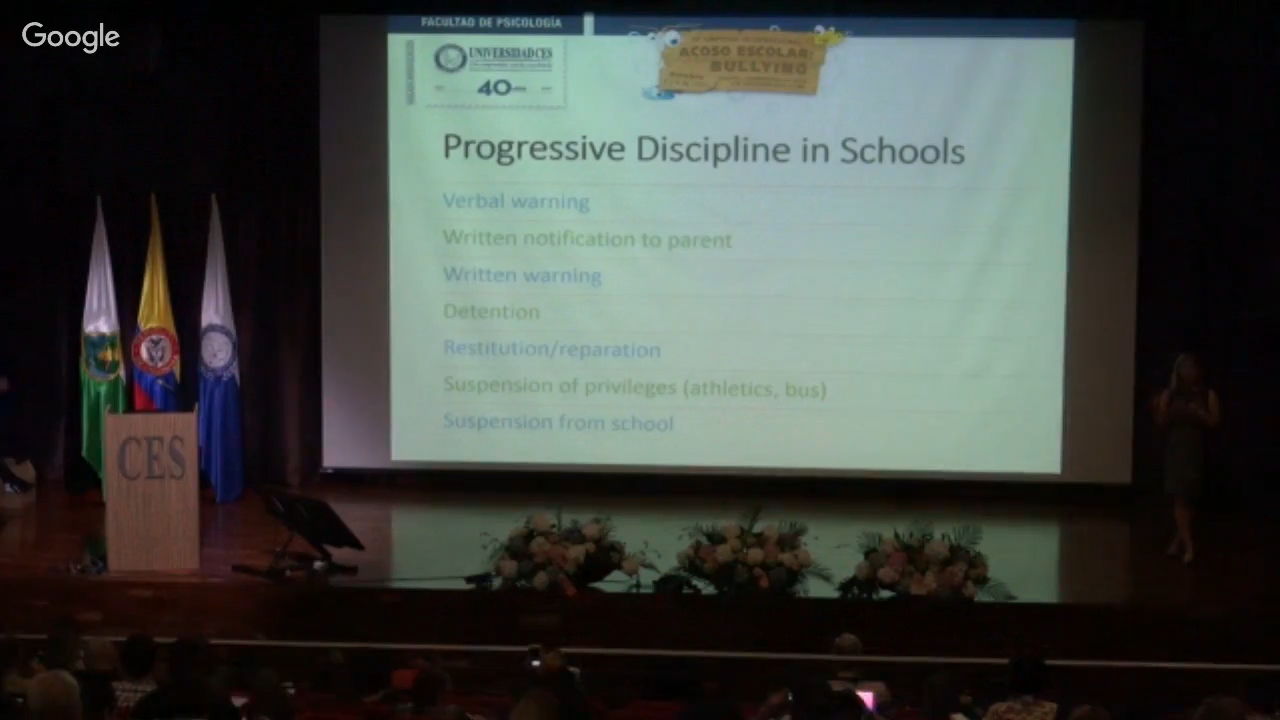 Google
FACULTAD DE PSICOLOGÍA
UNIVERSIDAD CES
40
ACOSO ESCOLAR:
BULLYING
Progressive Discipline in Schools
Verbal warning
Written notification to parent
Written warning
Detention
Restitution/reparation
Suspension of privileges (athletics, bus)
Suspension from school
CES